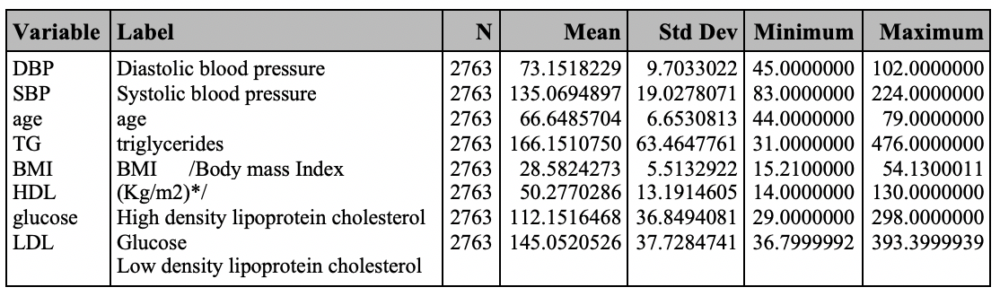 Variable Label N Mean Std Dev Minimum Maximum
DBP Diastolic blood pressure 2763 73.1518229 9.7033022 45.0000000 102.0000000
SBP Systolic blood pressure 2763 135.0694897 19.0278071 83.0000000 224.0000000
age age 2763 66.6485704 6.6530813 44.0000000 79.0000000
TG triglycerides 2763 166.1510750 63.4647761 31.0000000 476.0000000
BMI BMI /Body mass Index 2763 28.5824273 5.5132922 15.2100000 54.1300011
HDL (Kg/m2)*/ 2763 50.2770286 13.1914605 14.0000000 130.0000000
glucose High density lipoprotein cholesterol 2763 112.1516468 36.8494081 29.0000000 298.0000000
LDL Glucose 2763 145.0520526 37.7284741 36.7999992 393.3999939
Low density lipoprotein cholesterol